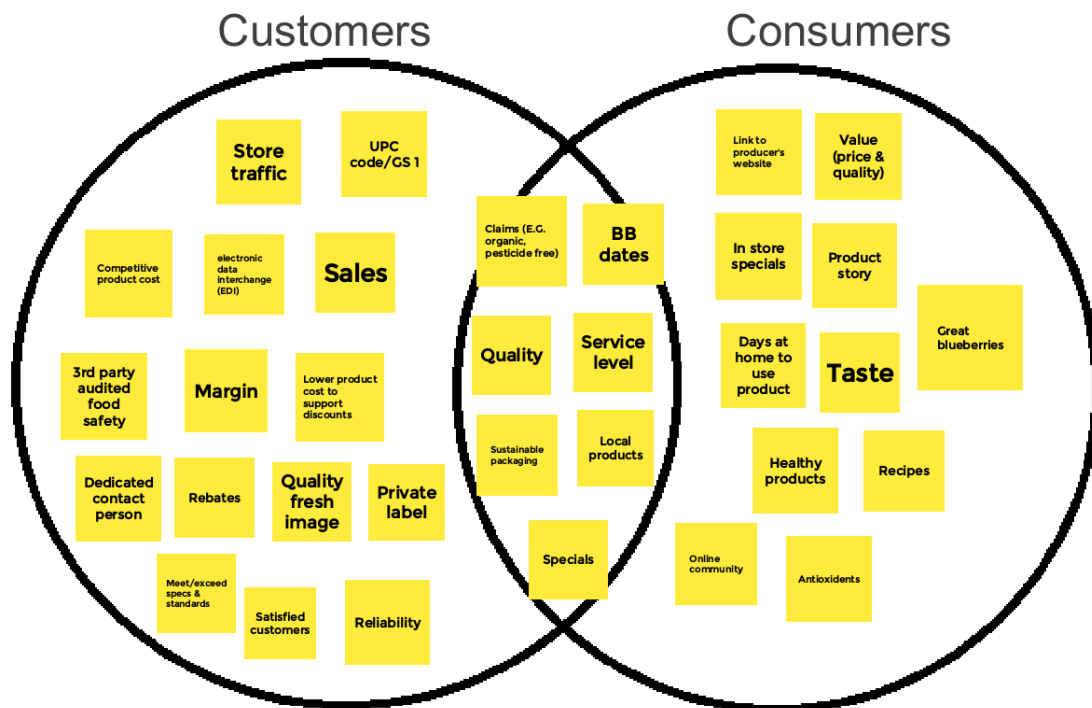 Customers
Consumers
Store
traffic
UPC
code/GS 1
Competitive
product cost
electronic
data
interchange
(EDI)
Sales
3rd party
audited
food
safety
Margin
Lower product
cost to
support
discounts
Dedicated
contact
person
Rebates
Quality
fresh
image
Private
label
Meet/exceed
specs &
standards
Satisfied
customers
Reliability
Claims (E.G.
organic,
pesticide free)
BB
dates
Quality
Service
level
Sustainable
packaging
Local
products
Specials
Link to
producer's
website
Value
(price &
quality)
In store
specials
Product
story
Great
blueberries
Days at
home to
use
product
Taste
Healthy
products
Recipes
Online
community
Antioxidents